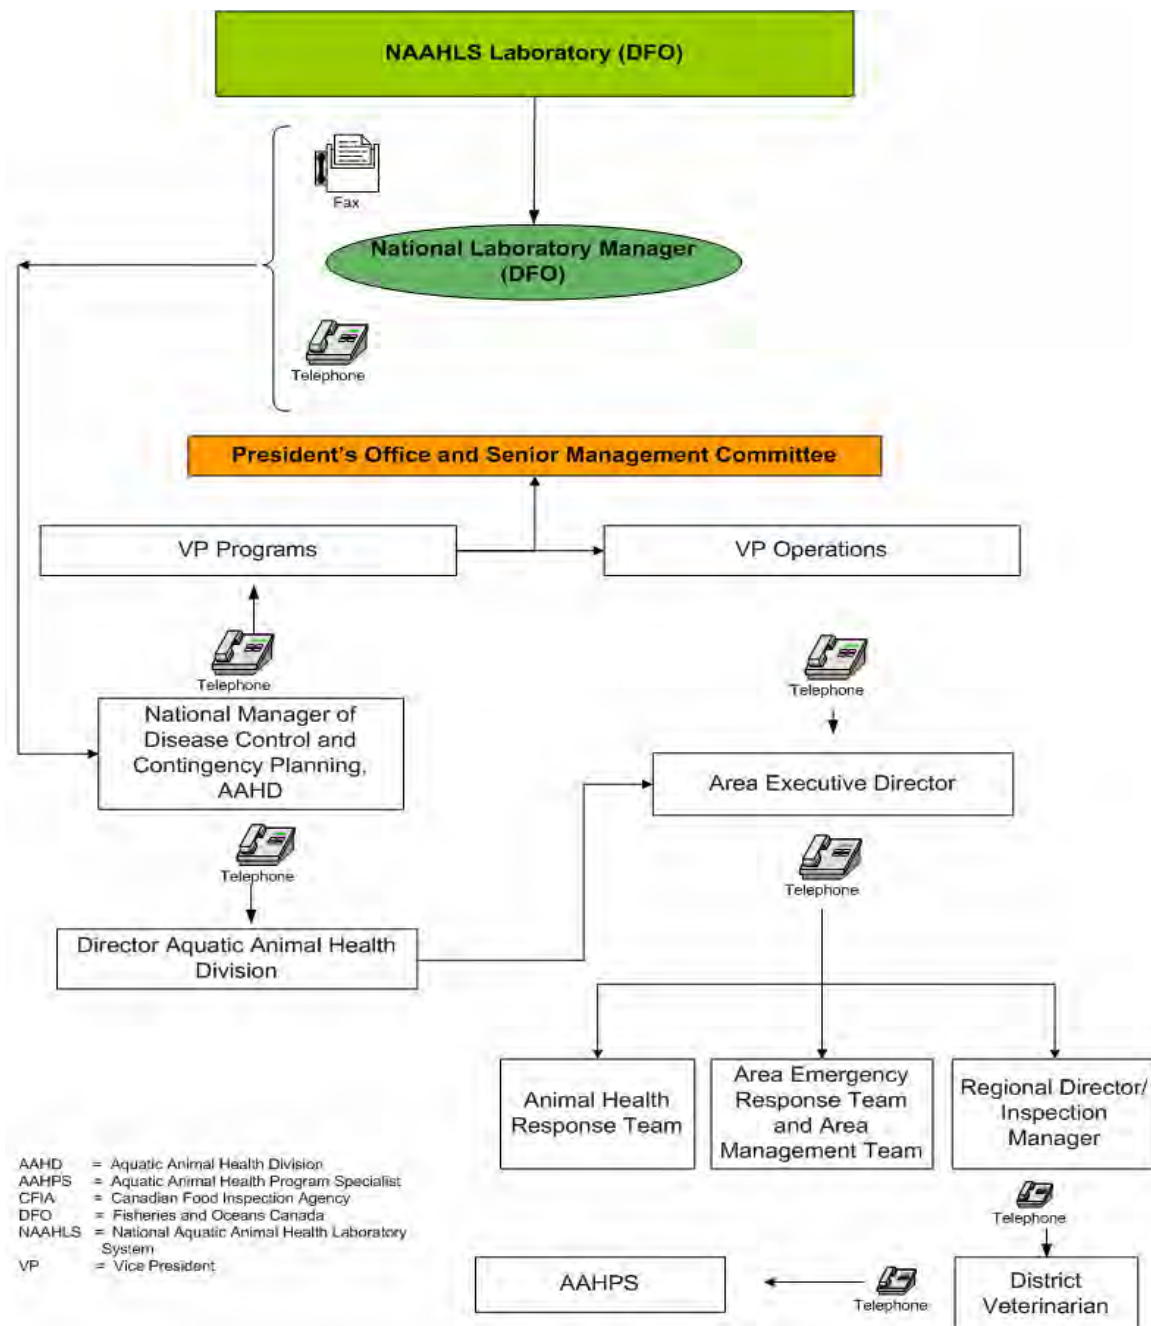 NAAHLS Laboratory (DFO)
Fax
National Laboratory Manager
(DFO)
Telephone
President's Office and Senior Management Committee
VP Programs
VP Operations
Telephone
Telephone
National Manager of
Disease Control and
Contingency Planning,
AAHD
Area Executive Director
Telephone
Telephone
Director Aquatic Animal Health
Division
Animal Health
Response Team
Area Emergency
Response Team
and Area
Management Team
Regional Director/
Inspection
Manager
Telephone
AAHPS
Telephone
District
Veterinarian
AAHD = Aquatic Animal Health Division
AAHPS = Aquatic Animal Health Program Specialist
CFIA = Canadian Food Inspection Agency
DFO = Fisheries and Oceans Canada
NAAHLS = National Aquatic Animal Health Laboratory
System
VP = Vice President